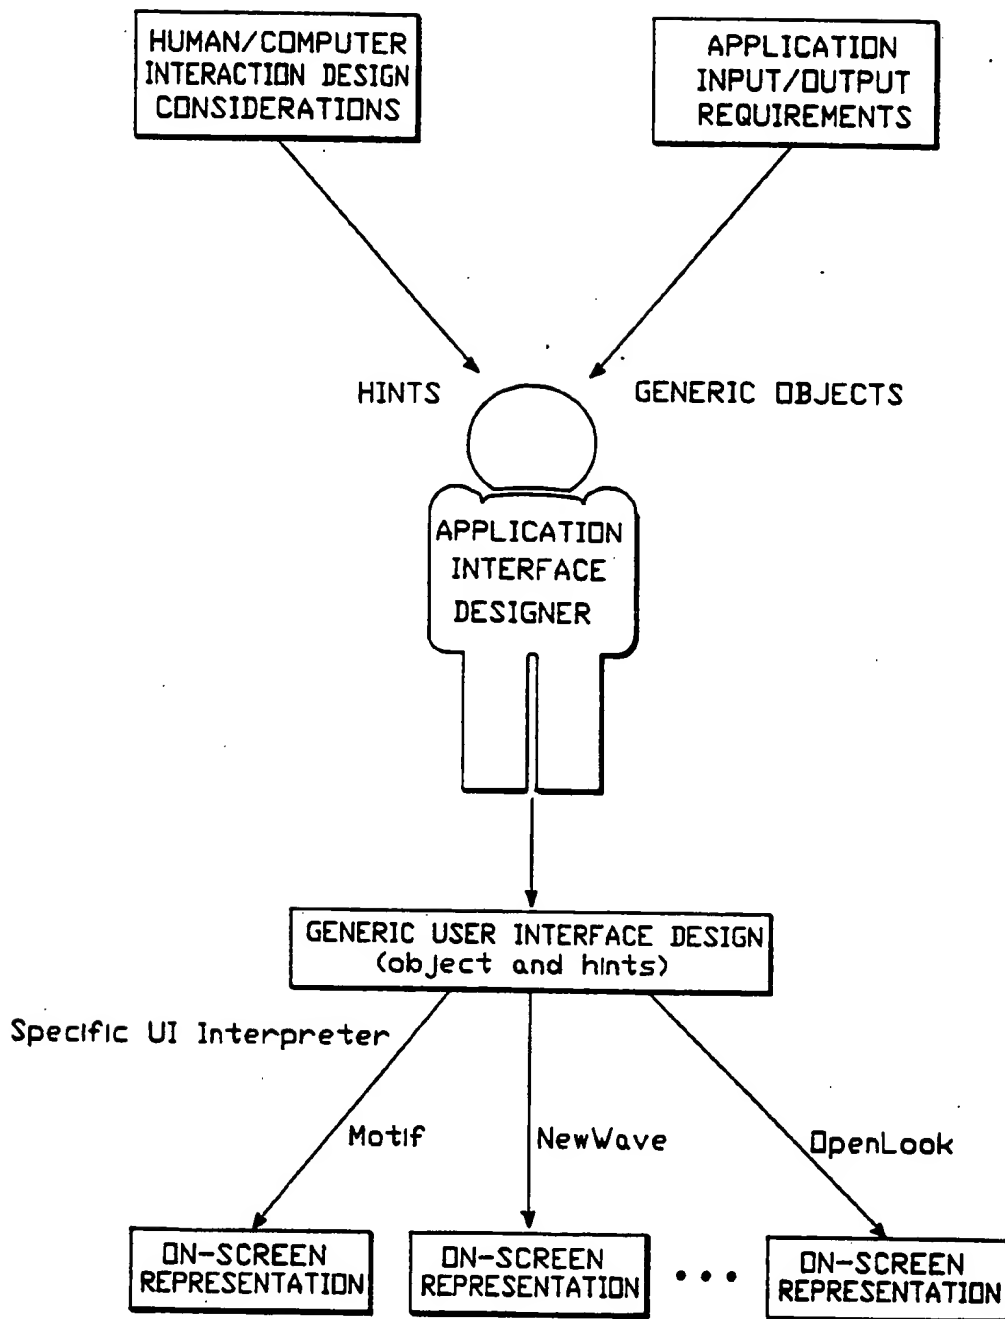 HUMAN/COMPUTER
INTERACTION DESIGN
CONSIDERATIONS
APPLICATION
INPUT/OUTPUT
REQUIREMENTS
HINTS
GENERIC OBJECTS
APPLICATION
INTERFACE
DESIGNER
GENERIC USER INTERFACE DESIGN
(object and hints)
Specific UI Interpreter
Motif
NewWave
OpenLook
ON-SCREEN
REPRESENTATION
ON-SCREEN
REPRESENTATION
•••
ON-SCREEN
REPRESENTATION